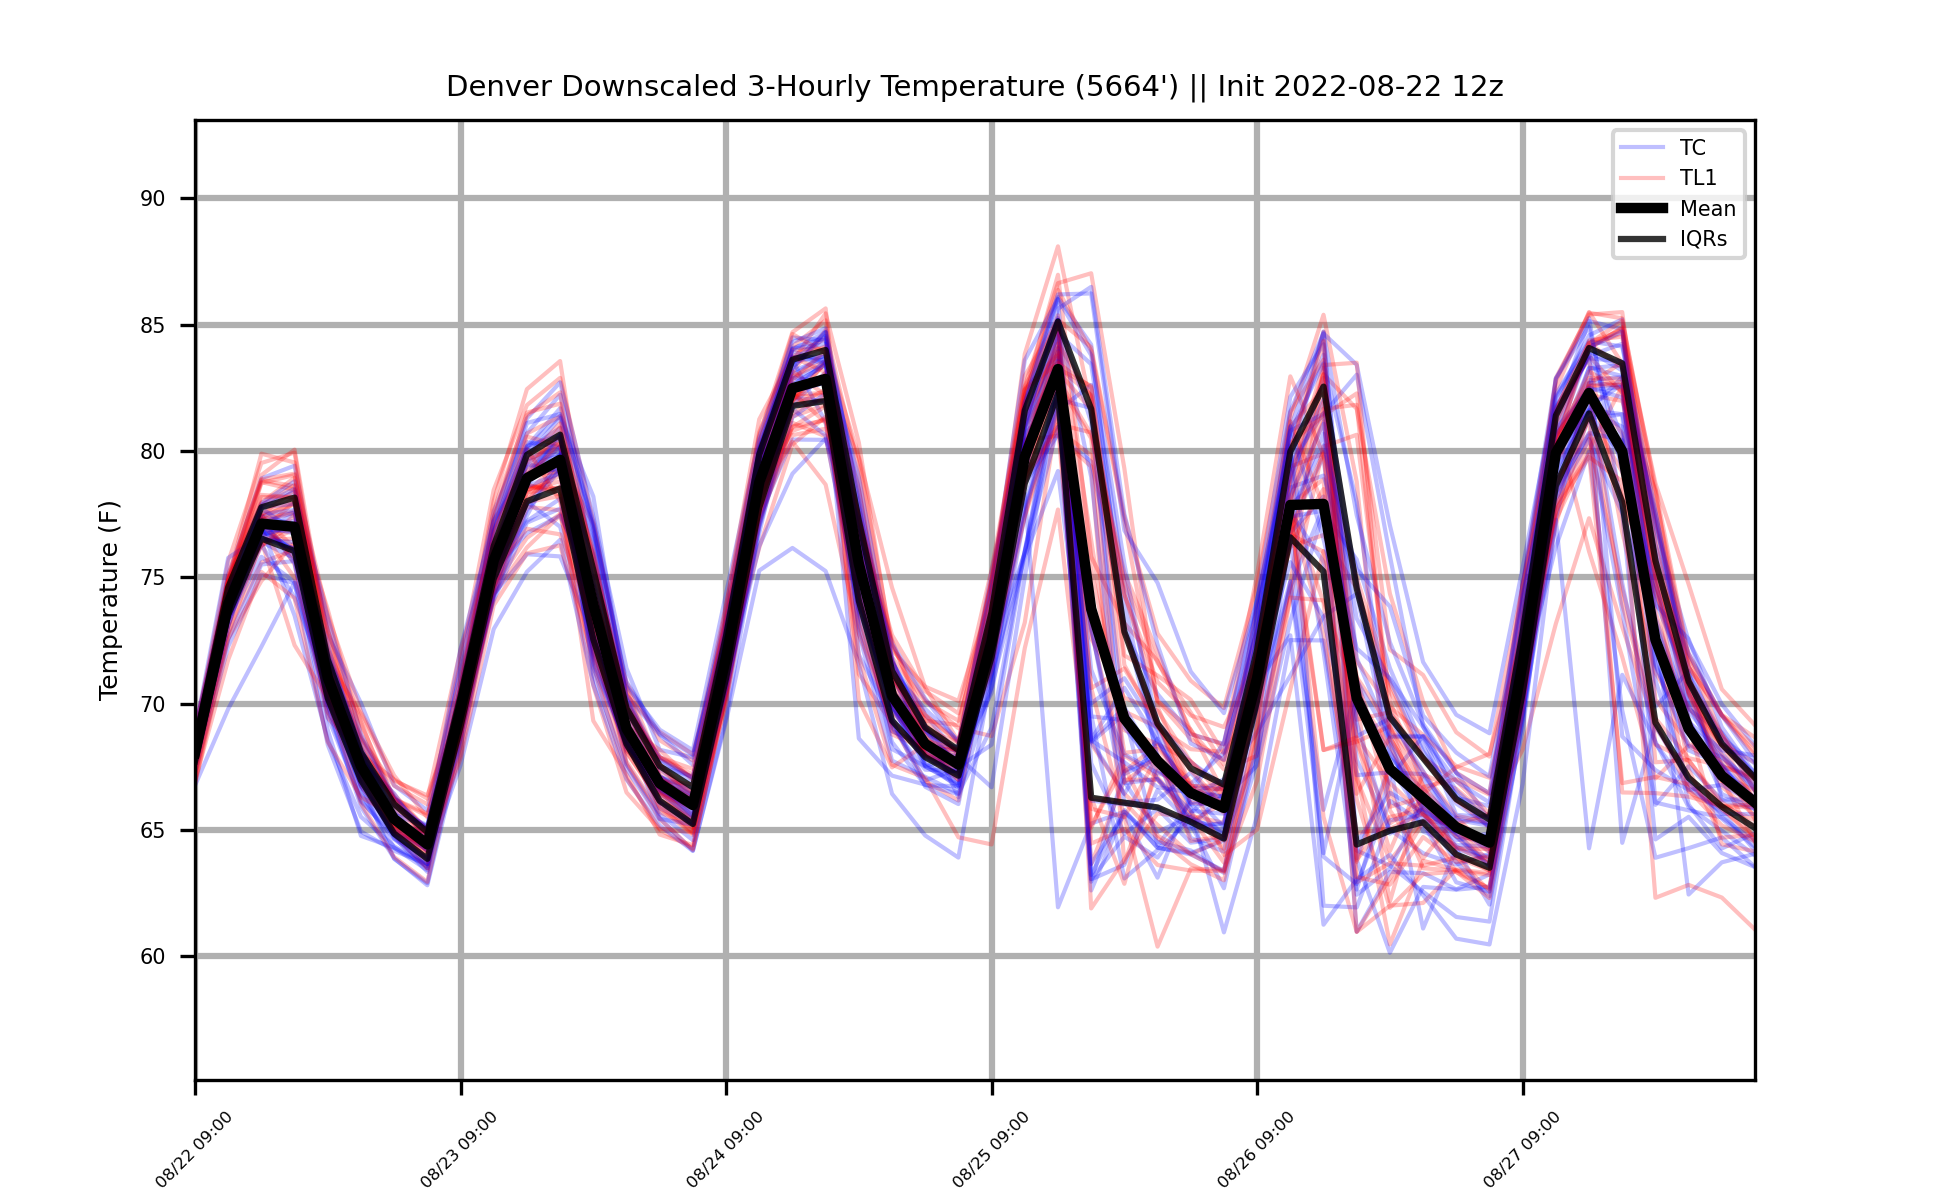 Denver Downscaled 3-Hourly Temperature (5664') || Init 2022-08-22 12z
TC
TL1
Mean
IQRs
Temperature (F)
90
85
80
75
70
65
60
08/22 09:00
08/23 09:00
08/24 09:00
08/25 09:00
08/26 09:00
08/27 09:00